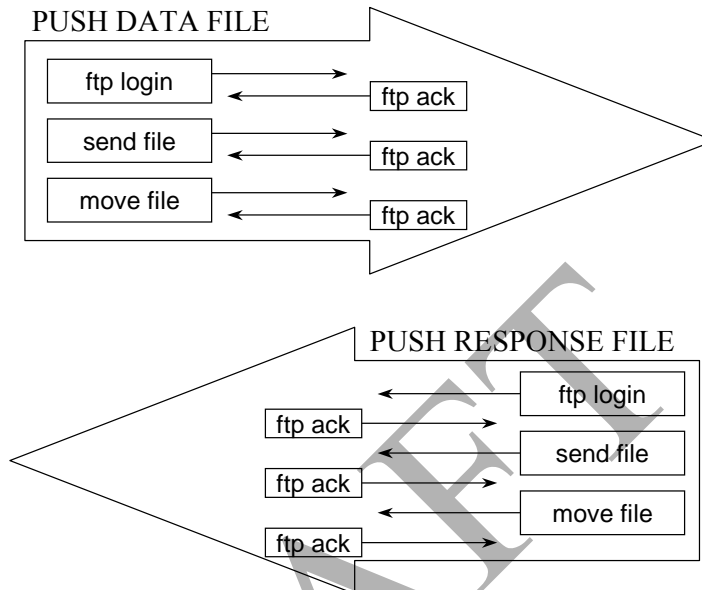 PUSH DATA FILE
ftp login
ftp ack
send file
ftp ack
move file
ftp ack
PUSH RESPONSE FILE
ftp login
ftp ack
send file
ftp ack
move file
ftp ack
AFT